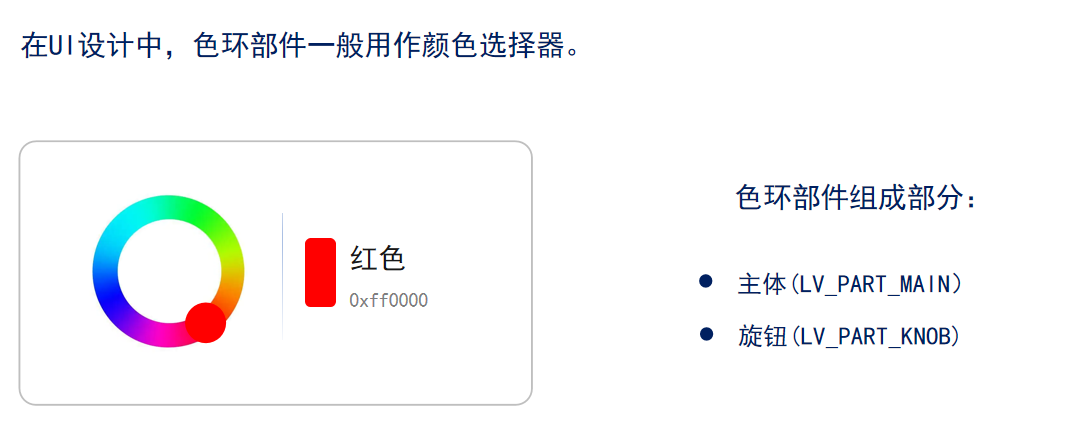 在UI设计中，色环部件一般用作颜色选择器。
红色
0xff0000
色环部件组成部分：
● 主体(LV_PART_MAIN)
● 旋钮(LV_PART_KNOB)